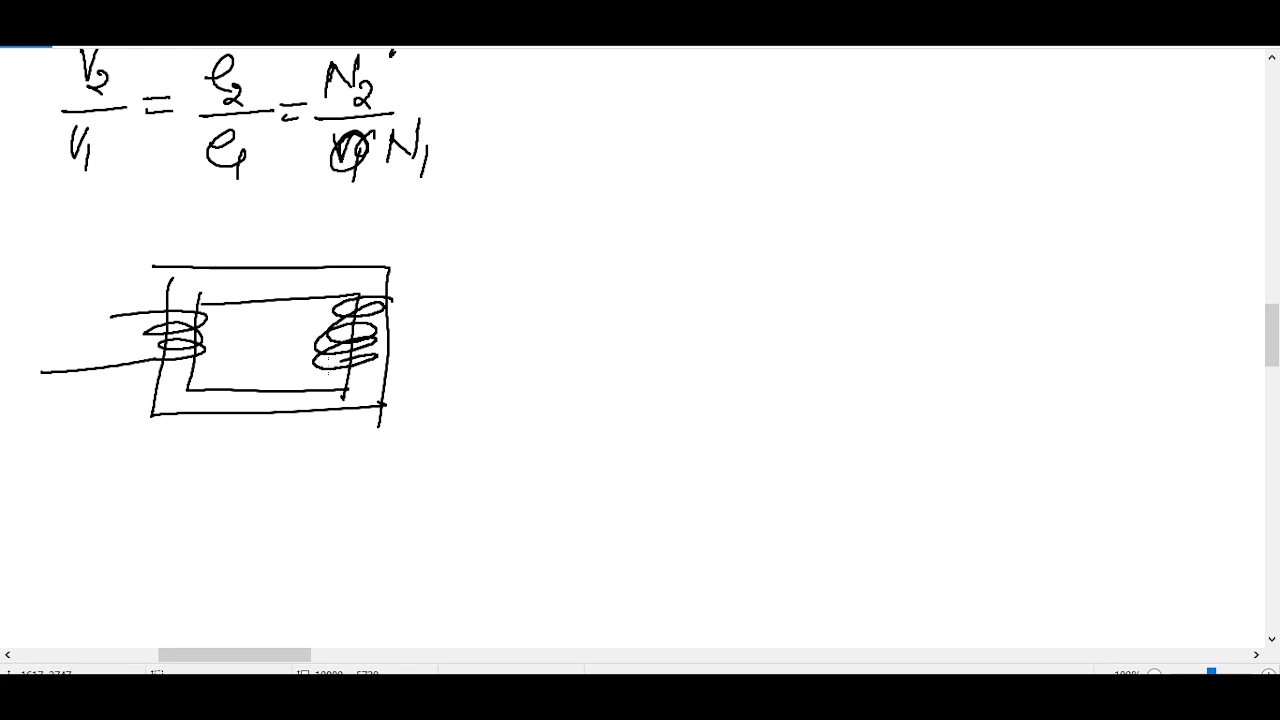 V₂/V₁ = e₂/e₁ = N₂/N₁